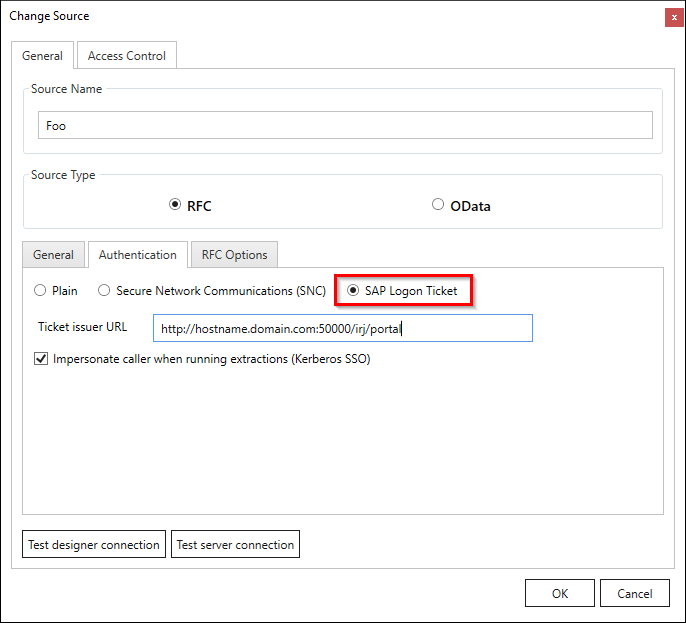 Change Source
x
General Access Control
Source Name
Foo
Source Type
RFC OData
General Authentication RFC Options
Plain Secure Network Communications (SNC) SAP Logon Ticket
Ticket issuer URL http://hostname.domain.com:50000/irj/portal
Impersonate caller when running extractions (Kerberos SSO)
Test designer connection Test server connection
OK Cancel